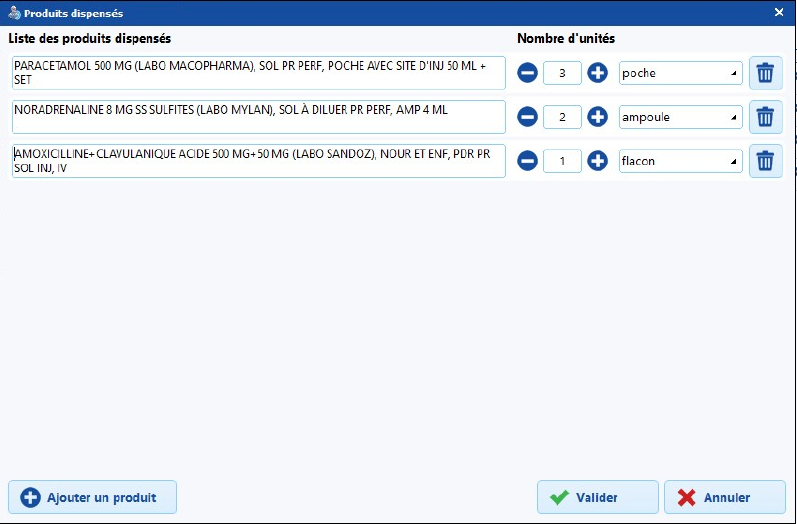 Produits dispensés
Liste des produits dispensés
Nombre d'unités
PARACETAMOL 500 MG (LABO MACOPHARMA), SOL PR PERF, POCHE AVEC SITE D'INJ 50 ML +
SET
3
poche
NORADRENALINE 8 MG SS SULFITES (LABO MYLAN), SOL À DILUER PR PERF, AMP 4 ML
2
ampoule
AMOXICILLINE+CLAVULANIQUE ACIDE 500 MG+50 MG (LABO SANDOZ), NOUR ET ENF, PDR PR
SOL INJ, IV
1
flacon
Ajouter un produit
Valider
Annuler